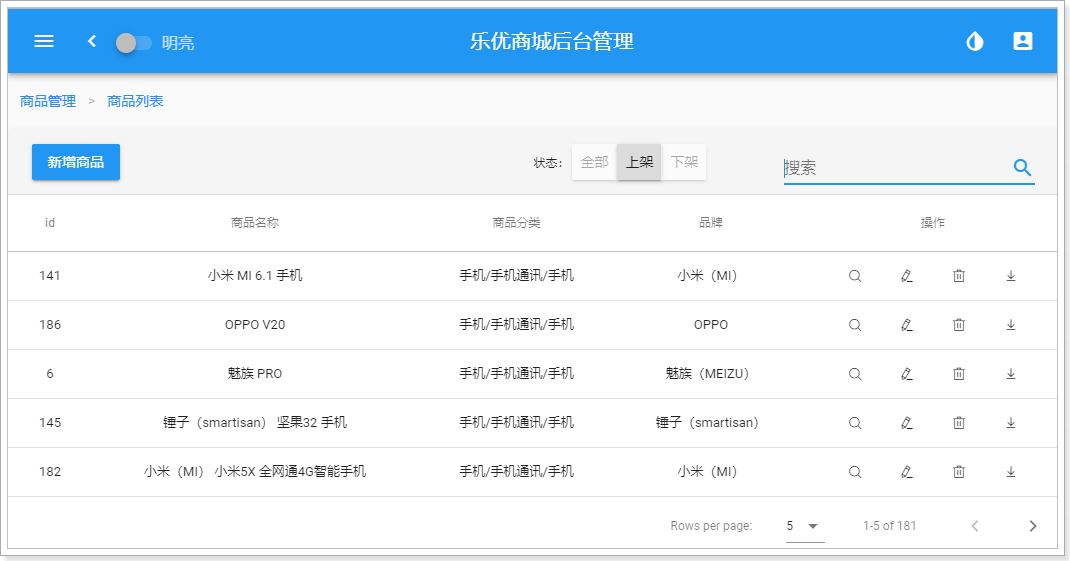 明亮 乐优商城后台管理
商品管理 > 商品列表
新增商品 状态： 全部 上架 下架 搜索
id 商品名称 商品分类 品牌 操作
141 小米 MI 6.1 手机 手机/手机通讯/手机 小米（MI）
186 OPPO V20 手机/手机通讯/手机 OPPO
6 魅族 PRO 手机/手机通讯/手机 魅族（MEIZU）
145 锤子（smartisan） 坚果32 手机 手机/手机通讯/手机 锤子（smartisan）
182 小米（MI） 小米5X 全网通4G智能手机 手机/手机通讯/手机 小米（MI）
Rows per page: 5 1-5 of 181